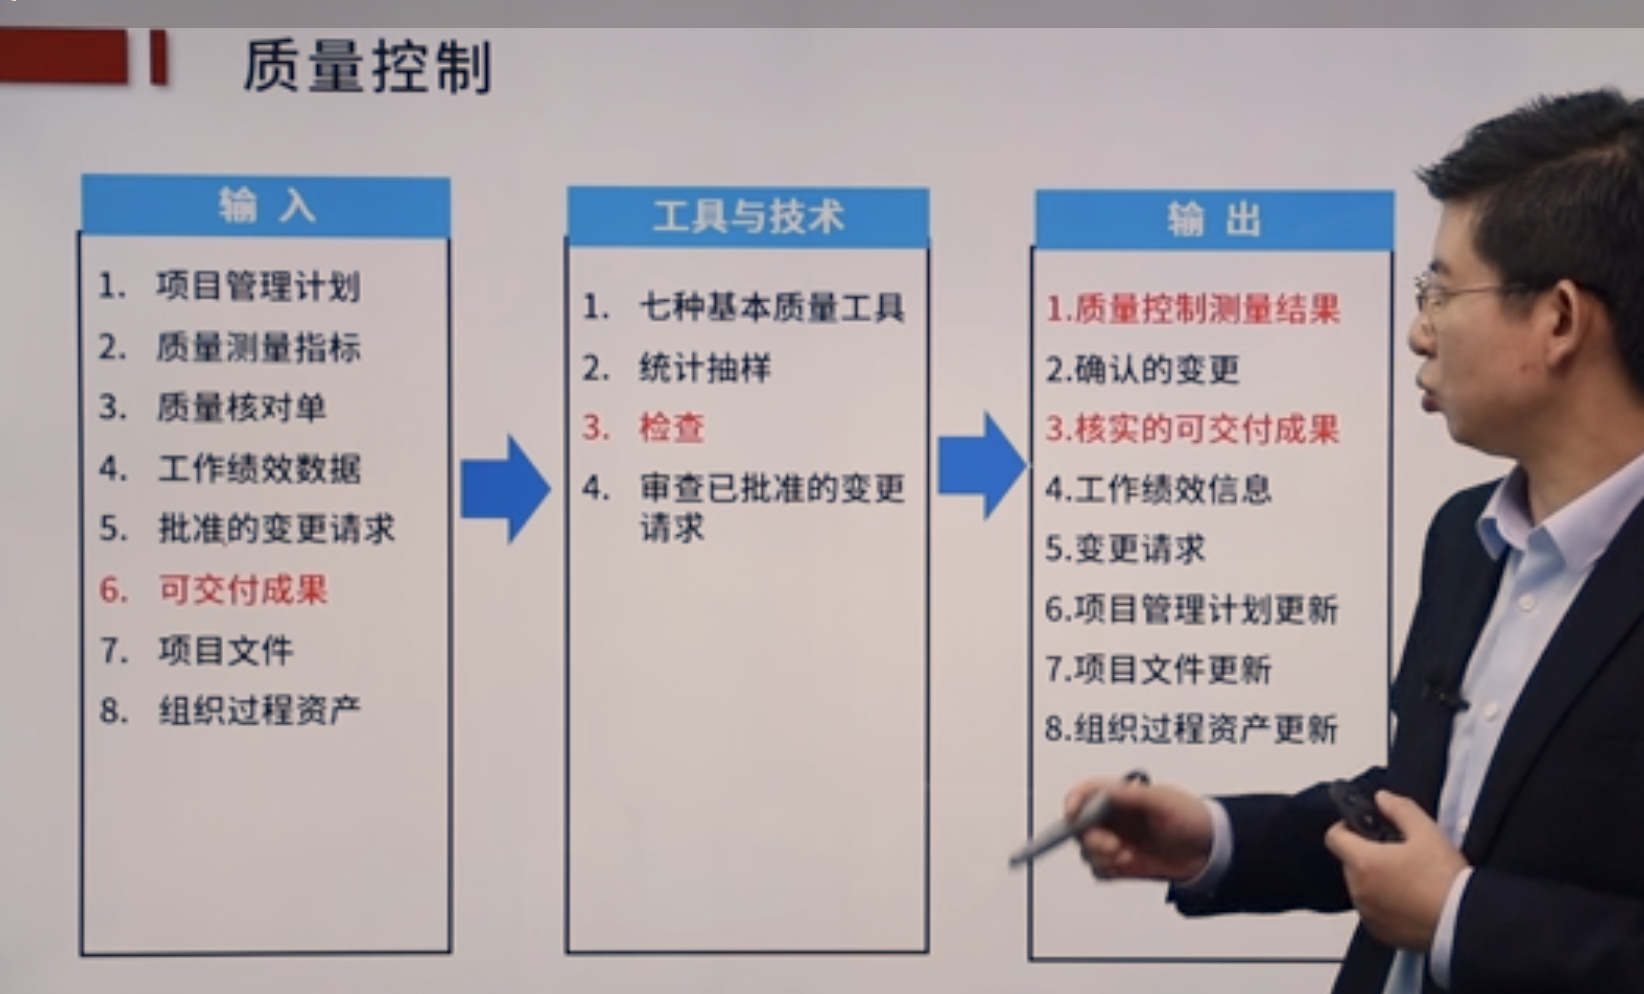 质量控制
输 入
1. 项目管理计划
2. 质量测量指标
3. 质量核对单
4. 工作绩效数据
5. 批准的变更请求
6. 可交付成果
7. 项目文件
8. 组织过程资产
工具与技术
1. 七种基本质量工具
2. 统计抽样
3. 检查
4. 审查已批准的变更
请求
输 出
1.质量控制测量结果
2.确认的变更
3.核实的可交付成果
4.工作绩效信息
5.变更请求
6.项目管理计划更新
7.项目文件更新
8.组织过程资产更新